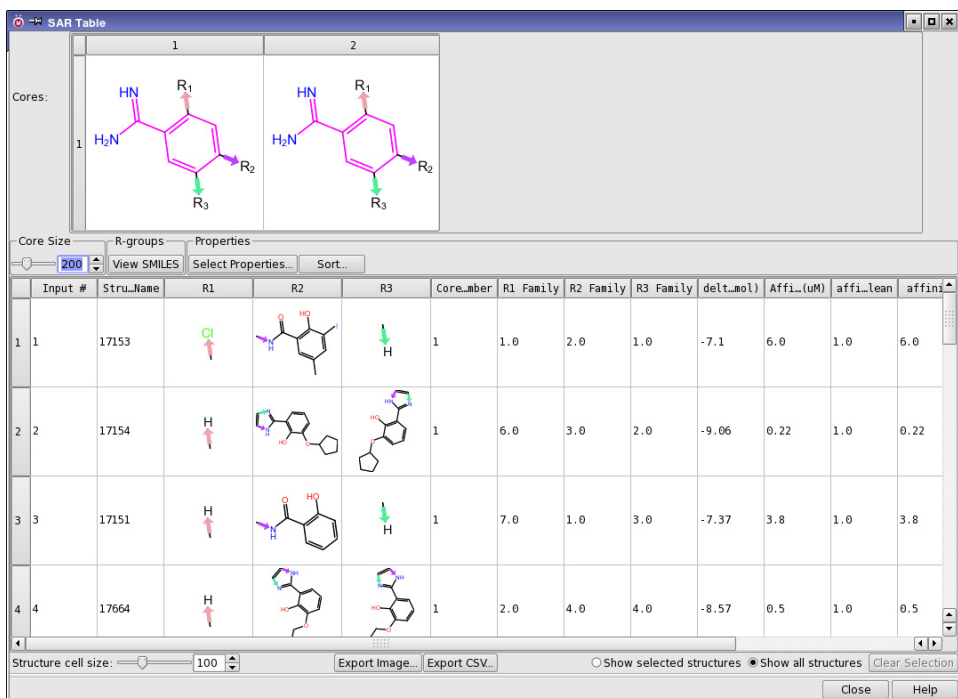 SAR Table
1 2
Cores:
1
HN R1 HN R1
H2N H2N
R2 R2
R3 R3
Core Size R-groups Properties
200 View SMILES Select Properties... Sort...
Input # Stru…Name R1 R2 R3 Core…mber R1 Family R2 Family R3 Family delt…mol) Affi…(uM) affi…lean affini
1 1 17153 Cl O HO I N H H 1 1.0 2.0 1.0 -7.1 6.0 1.0 6.0
2 2 17154 H N NH HO O HN N HO O 1 6.0 3.0 2.0 -9.06 0.22 1.0 0.22
3 3 17151 H O HO N H H 1 7.0 1.0 3.0 -7.37 3.8 1.0 3.8
4 4 17664 H NH N HO O N NH HO O 1 2.0 4.0 4.0 -8.57 0.5 1.0 0.5
Structure cell size: 100 Export Image... Export CSV... Show selected structures Show all structures Clear Selection
Close Help